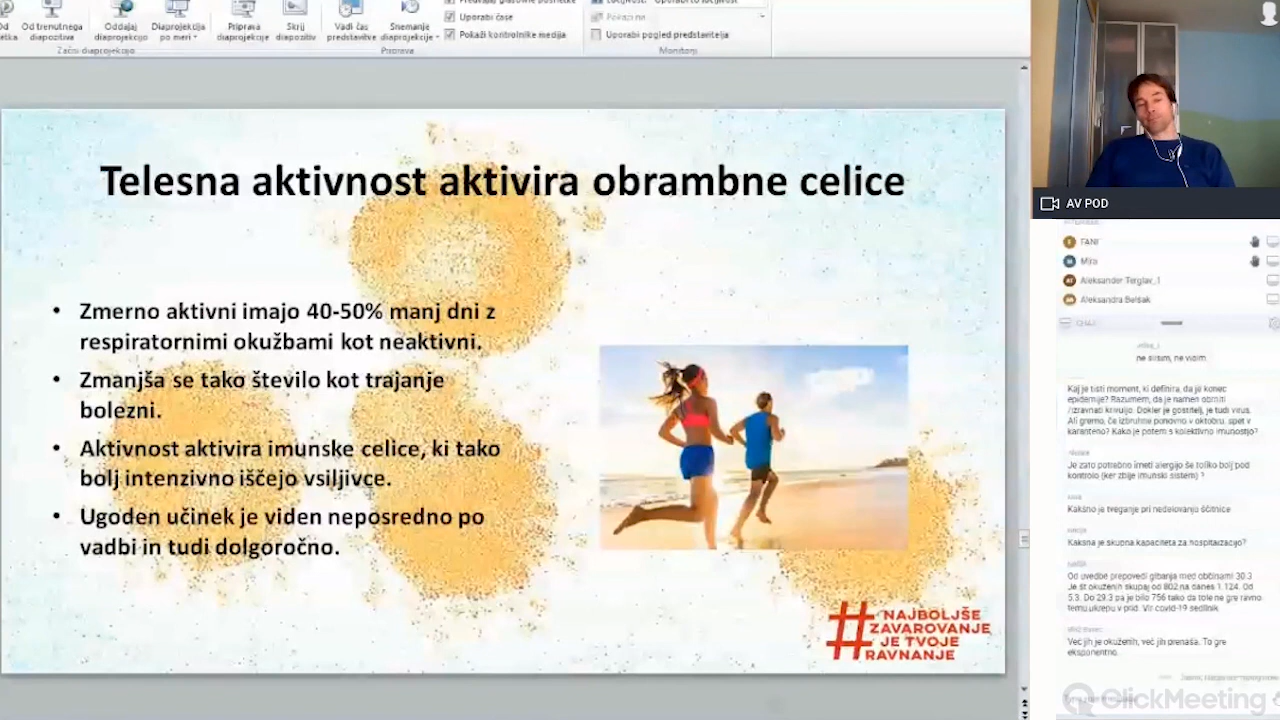 Od trenutnega
diapozitiva
Oddajaj
diaprojekcijo
Diaprojekcija
po meri
Priprava
diaprojekcije
Skrij
diapozitiv
Vadi čas
predstavitve
Snemanje
diaprojekcije
Uporabi čase
Pokaži kontrolnike medija
Pokaži na
Uporabi pogled predstavitelja
Začni diaprojekcijo
Priprava
Monitorji
Telesna aktivnost aktivira obrambne celice
• Zmerno aktivni imajo 40-50% manj dni z
respiratornimi okužbami kot neaktivni.
• Zmanjša se tako število kot trajanje
bolezni.
• Aktivnost aktivira imunske celice, ki tako
bolj intenzivno iščejo vsiljivce.
• Ugoden učinek je viden neposredno po
vadbi in tudi dolgoročno.
#NAJBOLJŠE
ZAVAROVANJE
JE TVOJE
RAVNANJE
AV POD
TANI
Mira
Aleksander Terglav_1
Aleksandra Belšak
CHAT
ne slisim, ne vidim
Kaj je tisti moment, ki definira, da je konec
epidemije? Razumem, da je namen obrniti
/izravnati krivuljo. Dokler je gostitelj, je tudi virus.
Ali gremo, če izbruhne ponovno v oktobru, spet v
karanteno? Kako je potem s kolektivno imunostjo?
Je zato potrebno imeti alergijo še toliko bolj pod
kontrolo (ker zbije imunski sistem) ?
Kakšno je tveganje pri nedelovanju ščitnice
Kakšna je skupna kapaciteta za hospitalizacijo?
Od uvedbe prepovedi gibanja med občinami 30.3
Je št okuženih skupaj od 802 na danes 1.124. Od
5.3. Do 29.3 pa je bilo 756 tako da tole ne gre ravno
temu ukrepu v prid. Vir covid-19 sledilnik
Več jih je okuženih, več jih prenaša. To gre
eksponentno.
ClickMeeting